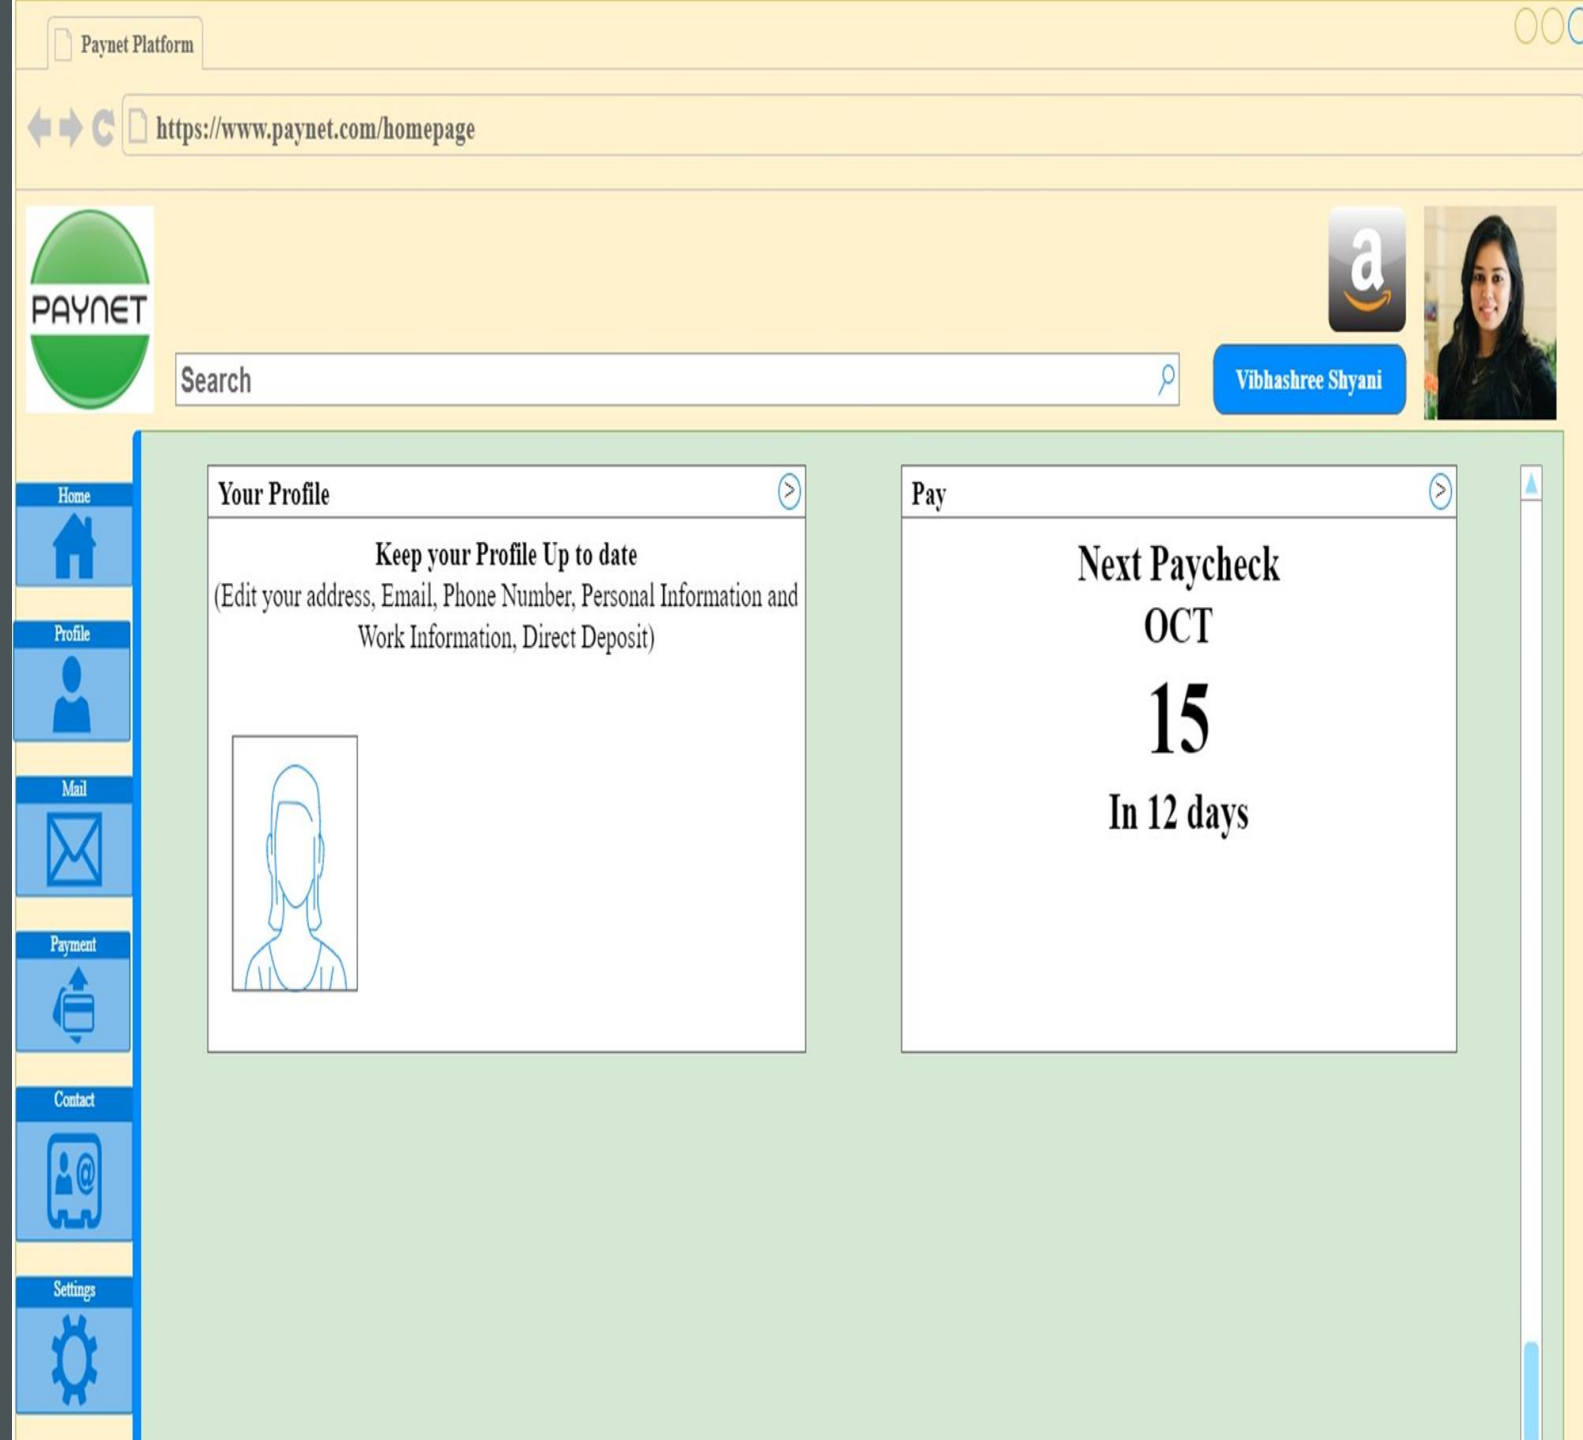 Paynet Platform
https://www.paynet.com/homepage
PAYNET
a
Search
Vibhashree Shyani
Home
Profile
Mail
Payment
Contact
@
Settings
Your Profile
>
Keep your Profile Up to date
(Edit your address, Email, Phone Number, Personal Information and
Work Information, Direct Deposit)
Pay
>
Next Paycheck
OCT
15
In 12 days